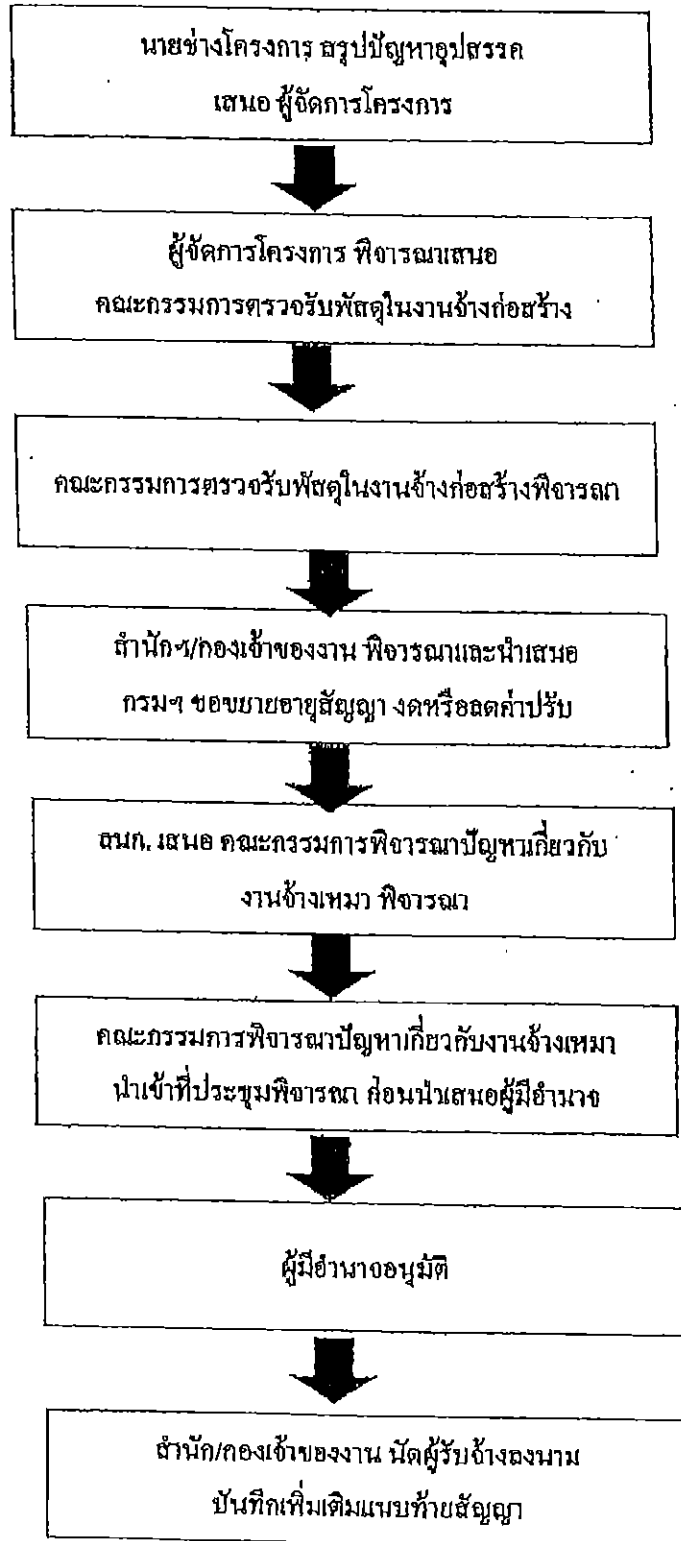 นายช่างโครงการ สรุปปัญหาอุปสรรค
เสนอ ผู้จัดการโครงการ
ผู้จัดการโครงการ พิจารณาเสนอ
คณะกรรมการตรวจรับพัสดุในงานจ้างก่อสร้าง
คณะกรรมการตรวจรับพัสดุในงานจ้างก่อสร้างพิจารณา
สำนักฯ/กองเจ้าของงาน พิจารณาและนำเสนอ
กรมฯ ขอขยายอายุสัญญา งดหรือลดค่าปรับ
สนก. เสนอ คณะกรรมการพิจารณาปัญหาเกี่ยวกับ
งานจ้างเหมา พิจารณา
คณะกรรมการพิจารณาปัญหาเกี่ยวกับงานจ้างเหมา
นำเข้าที่ประชุมพิจารณา ก่อนนำเสนอผู้มีอำนาจ
ผู้มีอำนาจอนุมัติ
สำนัก/กองเจ้าของงาน นัดผู้รับจ้างลงนาม
บันทึกเพิ่มเติมแนบท้ายสัญญา